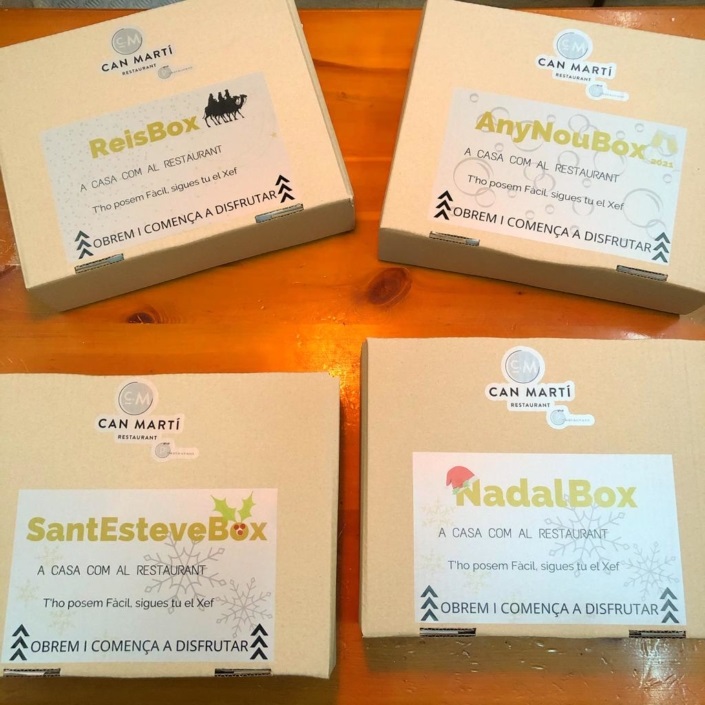 CM
CAN MARTÍ
RESTAURANT
ReisBox
A CASA COM AL RESTAURANT
T'ho posem Fàcil, sigues tu el Xef
OBREM I COMENÇA A DISFRUTAR
CM
CAN MARTÍ
RESTAURANT
AnyNouBox
2021
A CASA COM AL RESTAURANT
T'ho posem Fàcil, sigues tu el Xef
OBREM I COMENÇA A DISFRUTAR
CM
CAN MARTÍ
RESTAURANT
SantEsteveBox
A CASA COM AL RESTAURANT
T'ho posem Fàcil, sigues tu el Xef
OBREM I COMENÇA A DISFRUTAR
CM
CAN MARTÍ
RESTAURANT
NadalBox
A CASA COM AL RESTAURANT
T'ho posem Fàcil, sigues tu el Xef
OBREM I COMENÇA A DISFRUTAR